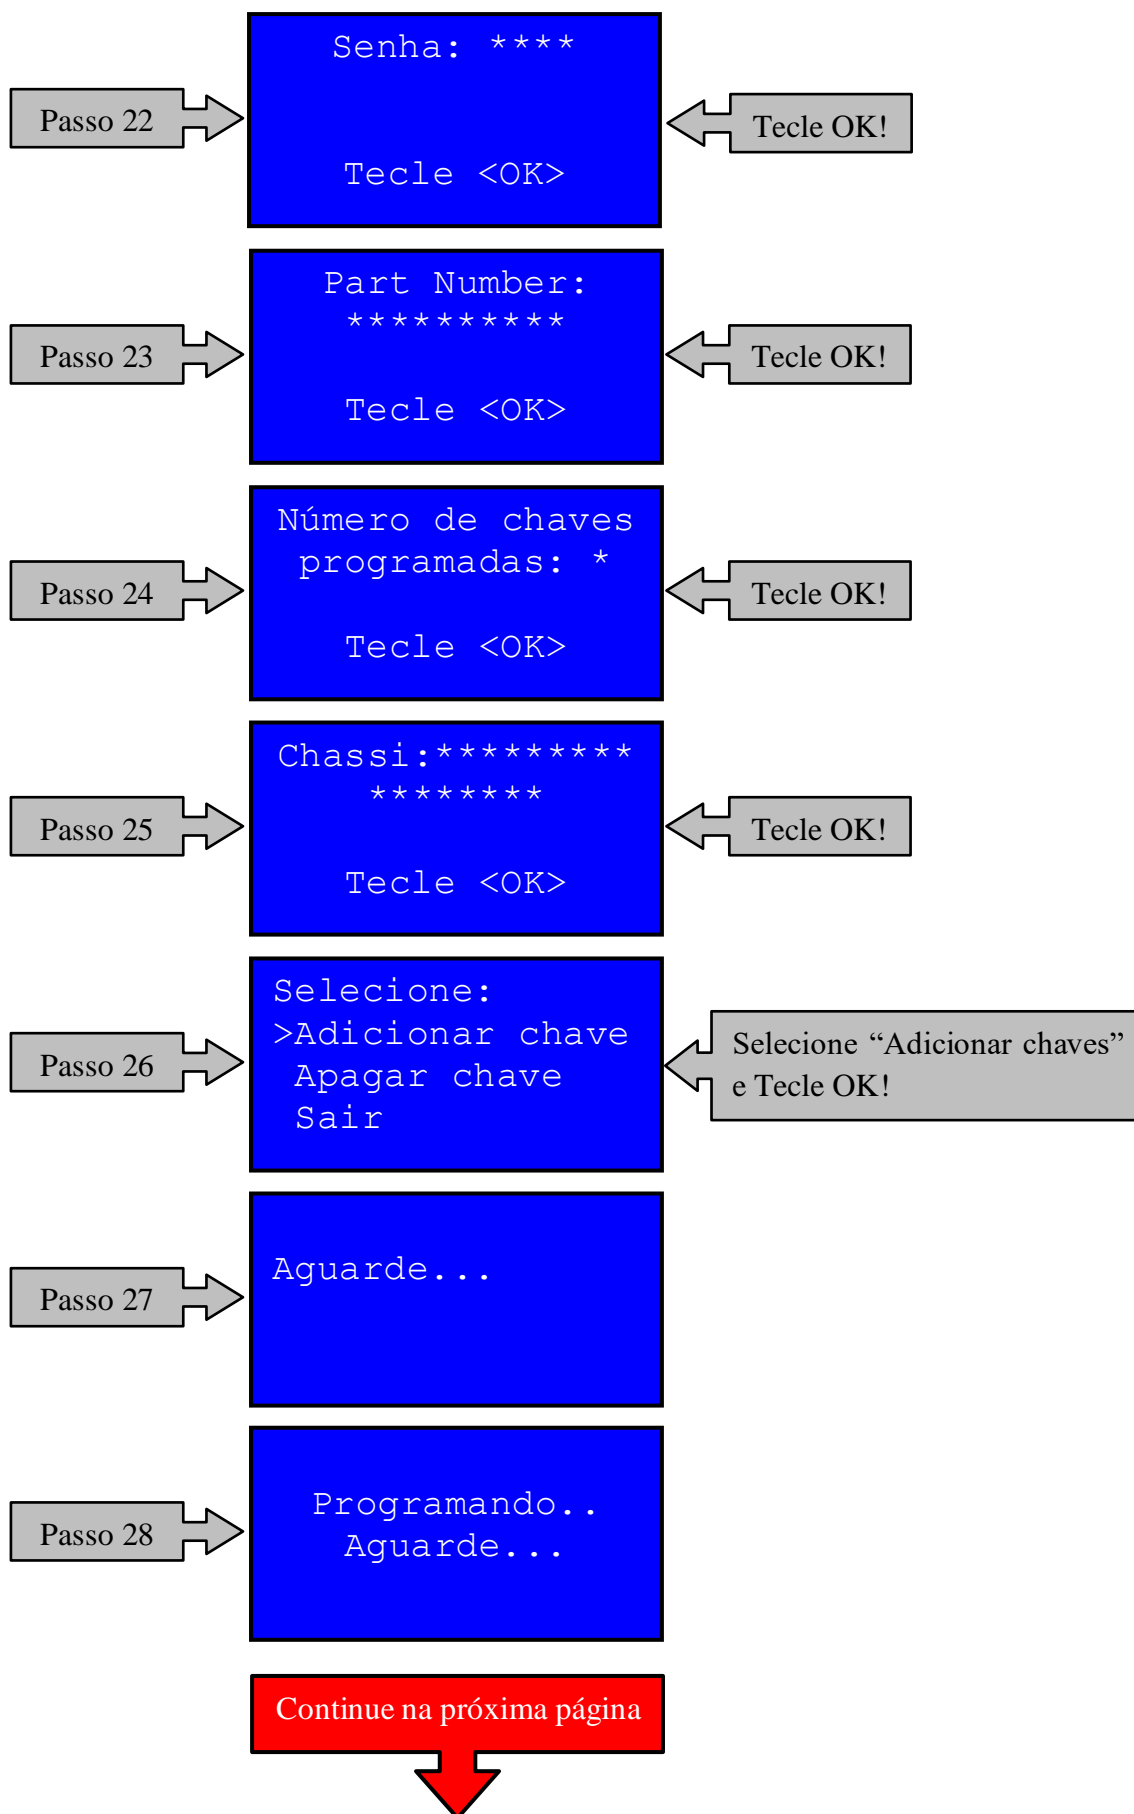 Senha: ****
Passo 22
Tecle OK!
Tecle <OK>
Part Number:
**********
Passo 23
Tecle OK!
Tecle <OK>
Número de chaves
programadas: *
Passo 24
Tecle OK!
Tecle <OK>
Chassi:*********
********
Passo 25
Tecle OK!
Tecle <OK>
Selecione:
>Adicionar chave
Apagar chave
Sair
Passo 26
Selecione “Adicionar chaves”
e Tecle OK!
Aguarde...
Passo 27
Programando..
Aguarde...
Passo 28
Continue na próxima página